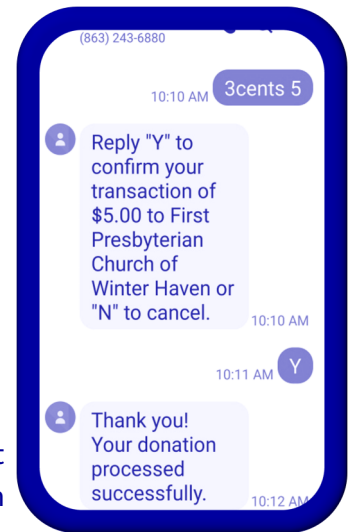 (863) 243-6880
10:10 AM 3cents 5
Reply "Y" to
confirm your
transaction of
$5.00 to First
Presbyterian
Church of
Winter Haven or
"N" to cancel.
10:10 AM
10:11 AM Y
Thank you!
Your donation
processed
successfully.
10:12 AM